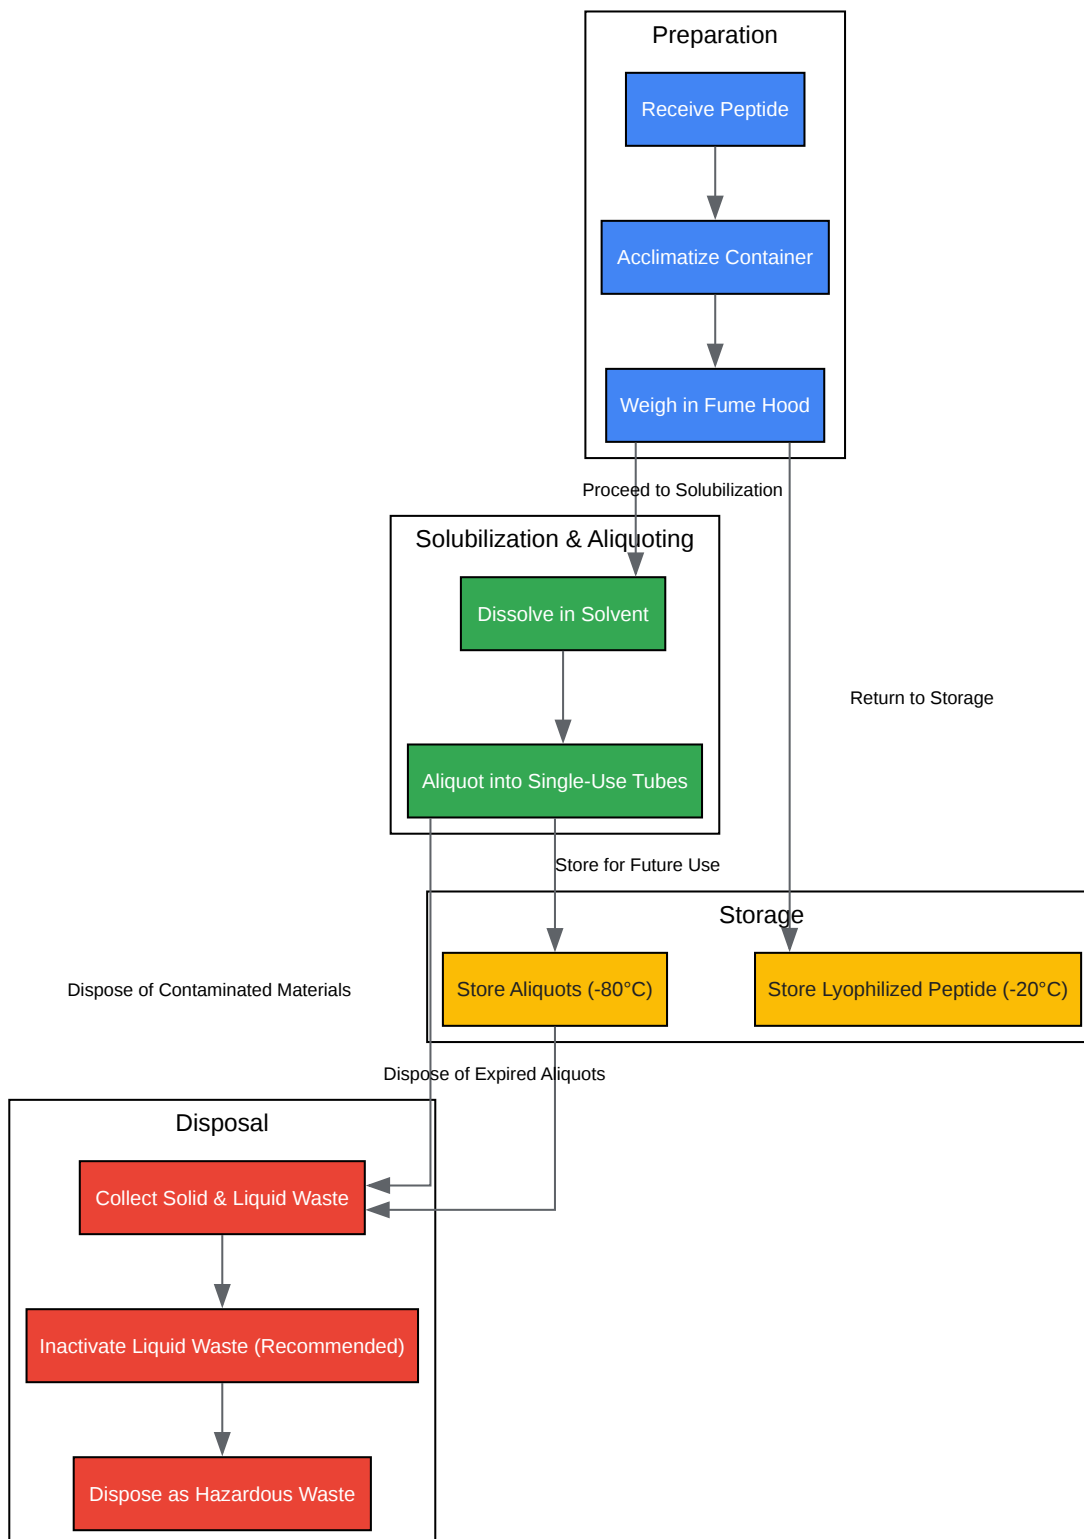 Preparation
Receive Peptide
Acclimatize Container
Weigh in Fume Hood
Proceed to Solubilization
Solubilization & Aliquoting
Dissolve in Solvent
Return to Storage
Aliquot into Single-Use Tubes
Store for Future Use
Storage
Store Aliquots (-80°C)
Store Lyophilized Peptide (-20°C)
Dispose of Contaminated Materials
Dispose of Expired Aliquots
Disposal
Collect Solid & Liquid Waste
Inactivate Liquid Waste (Recommended)
Dispose as Hazardous Waste